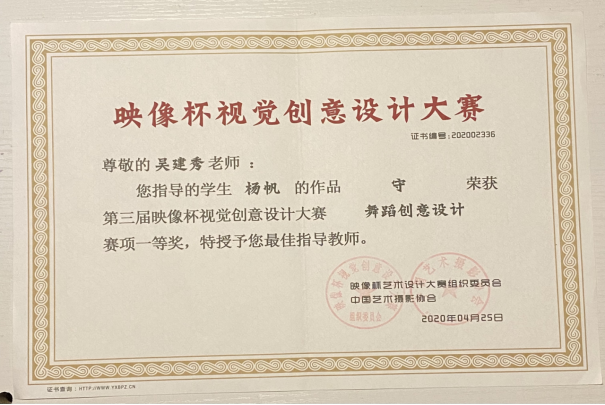 映像杯视觉创意设计大赛
证书编号:202002336
尊敬的 吴建秀 老师 :
您指导的学生 杨帆 的作品 守 荣获
第三届映像杯视觉创意设计大赛 舞蹈创意设计
赛项一等奖，特授予您最佳指导教师。
映像杯艺术设计大赛组织委员会
中国艺术摄影协会
2020年04月25日
组织委员会
证书查询 | HTTP://WWW.YXBPZ.CN